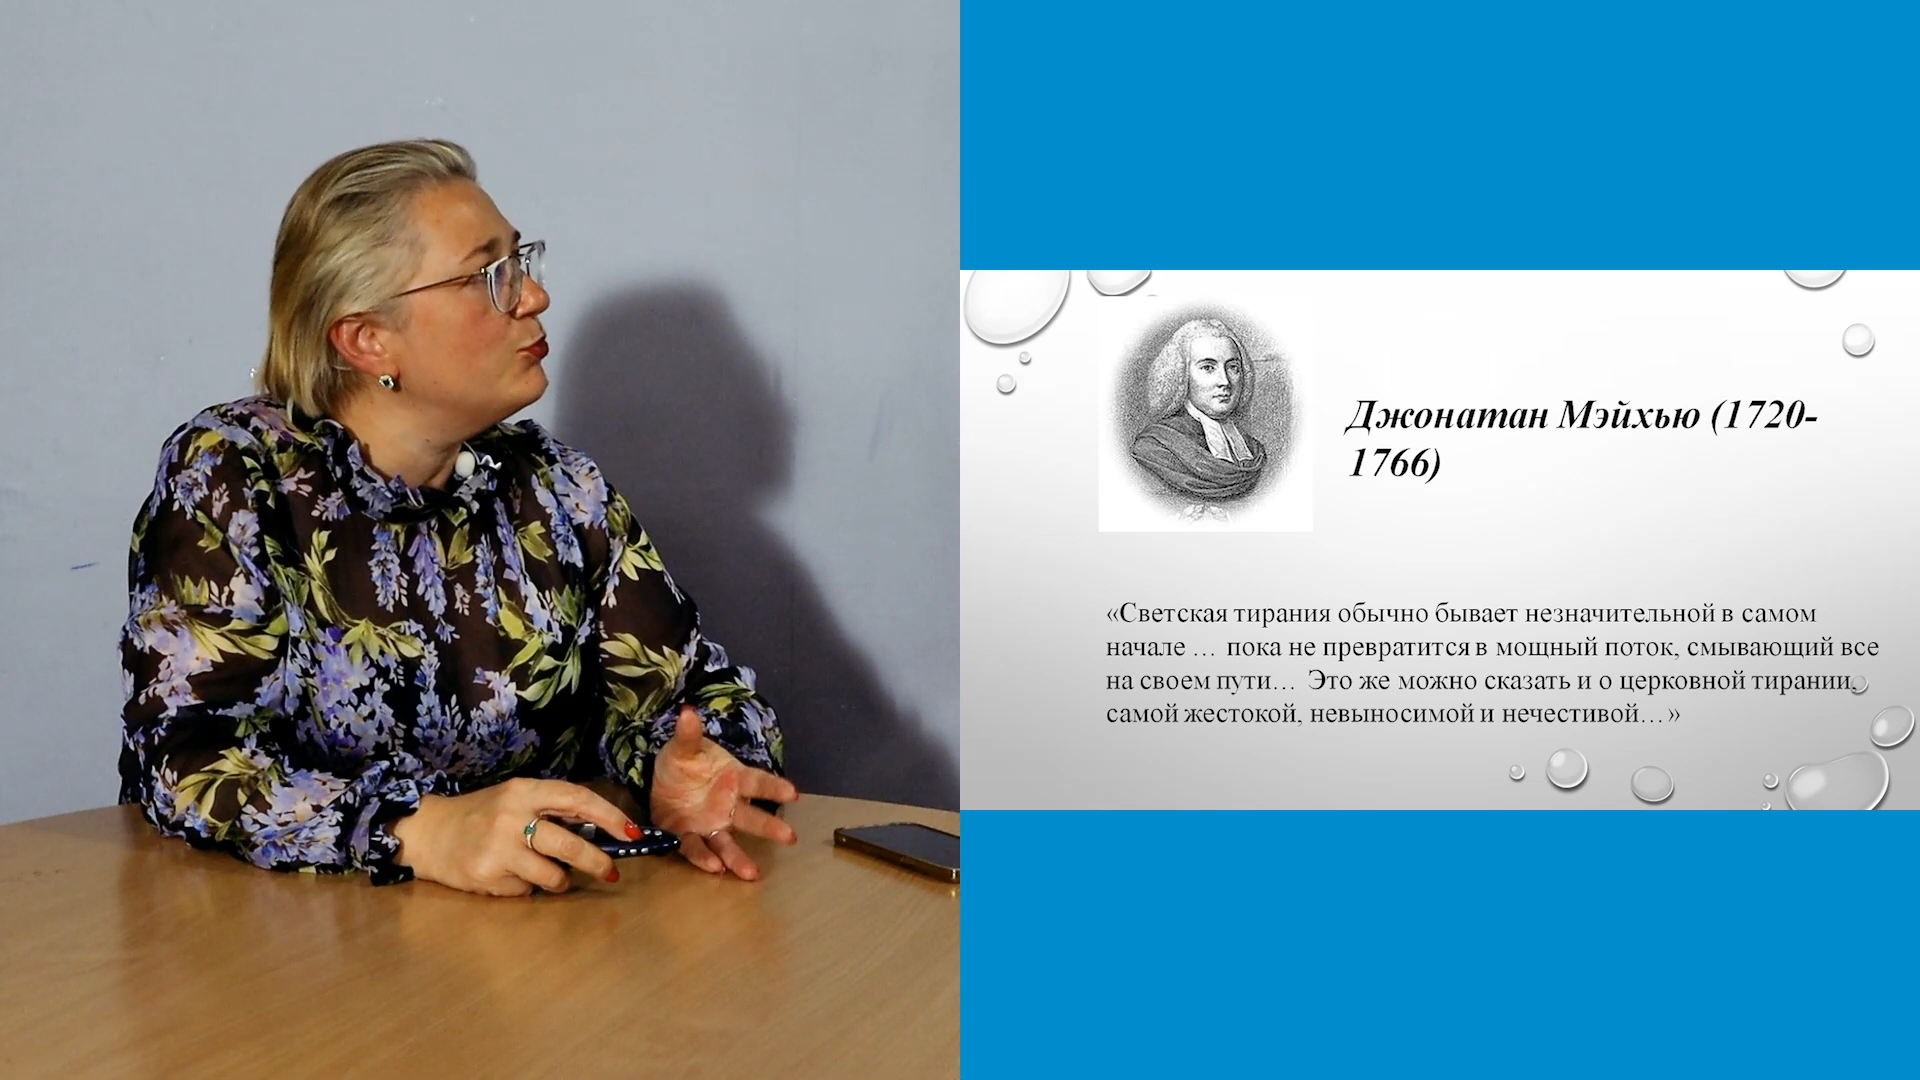 Джонатан Мэйхью (1720-
1766)
«Светская тирания обычно бывает незначительной в самом
начале … пока не превратится в мощный поток, смывающий все
на своем пути… Это же можно сказать и о церковной тирании,
самой жестокой, невыносимой и нечестивой…»